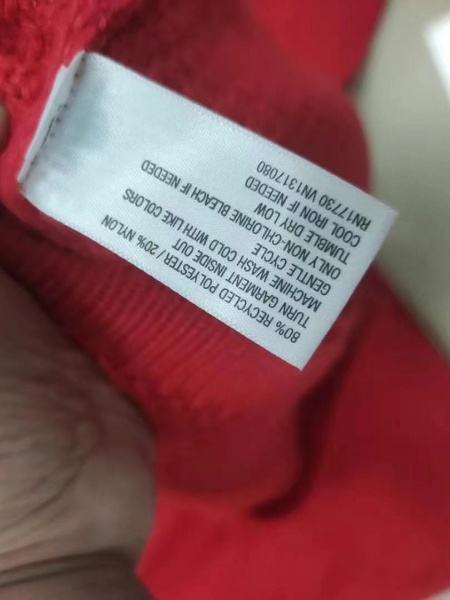 80% RECYCLED POLYESTER / 20% NYLON
TURN GARMENT INSIDE OUT
MACHINE WASH COLD WITH LIKE COLORS
GENTLE CYCLE
ONLY NON-CHLORINE BLEACH IF NEEDED
TUMBLE DRY LOW
COOL IRON IF NEEDED
RN17730 VN1317080